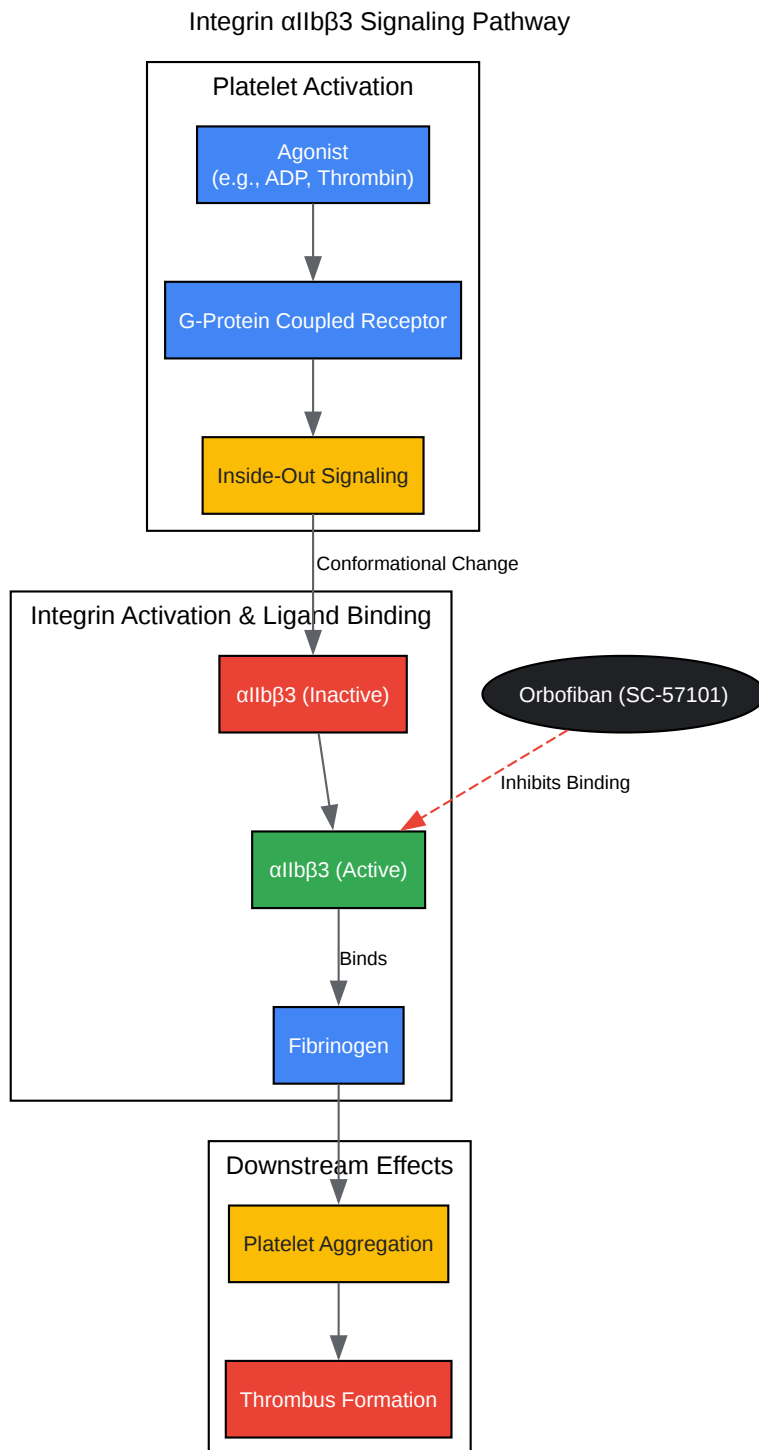 Integrin αIIbβ3 Signaling Pathway
Platelet Activation
Agonist
(e.g., ADP, Thrombin)
G-Protein Coupled Receptor
Inside-Out Signaling
Conformational Change
Integrin Activation & Ligand Binding
αIIbβ3 (Inactive)
Orbofiban (SC-57101)
Inhibits Binding
αIIbβ3 (Active)
Binds
Fibrinogen
Downstream Effects
Platelet Aggregation
Thrombus Formation